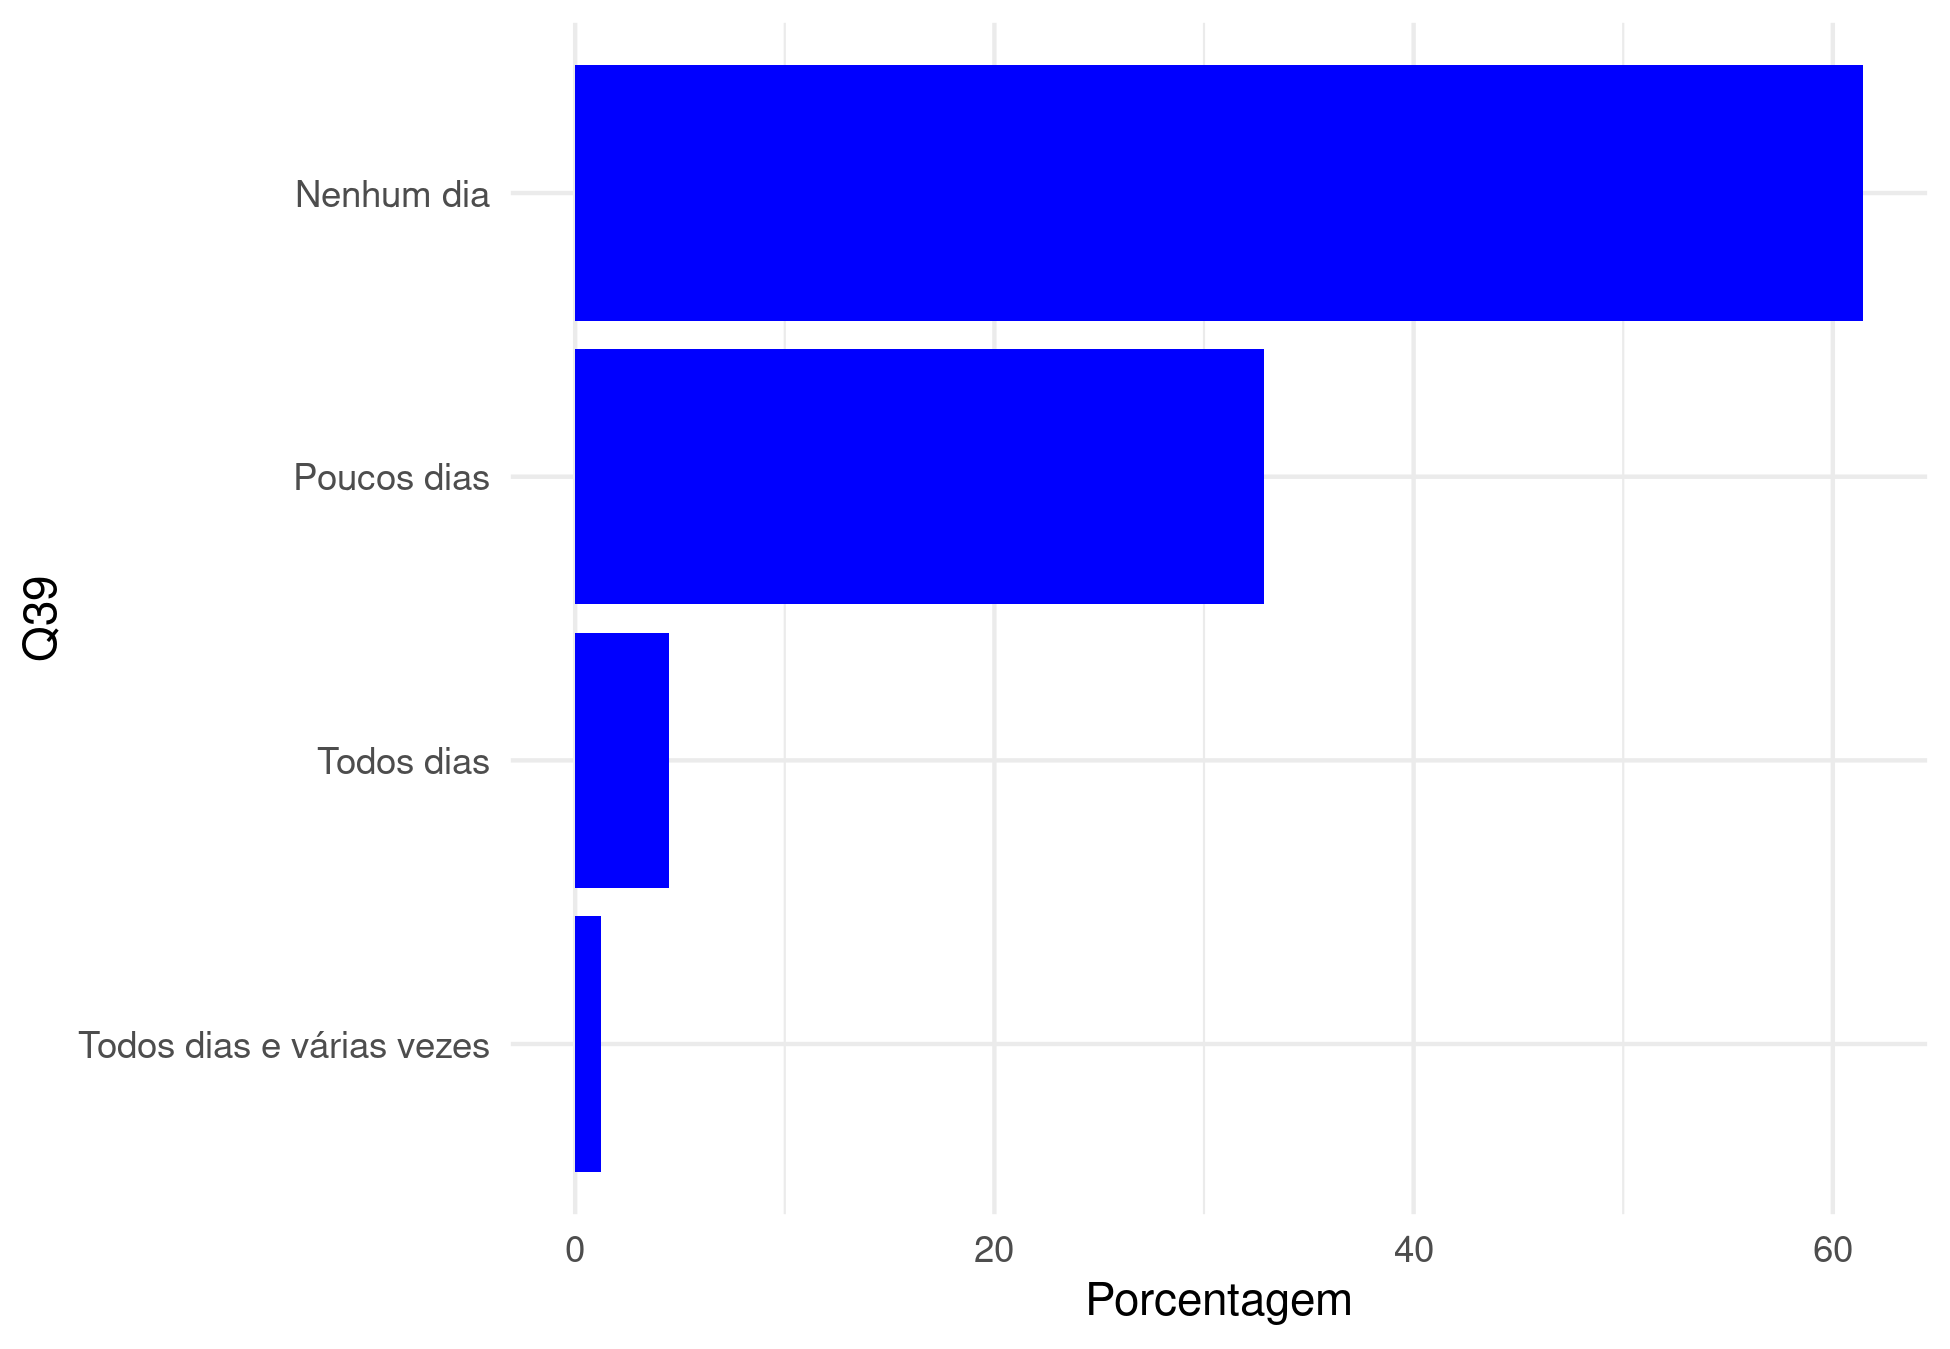 Q39
Nenhum dia
Poucos dias
Todos dias
Todos dias e várias vezes
0 20 40 60
Porcentagem